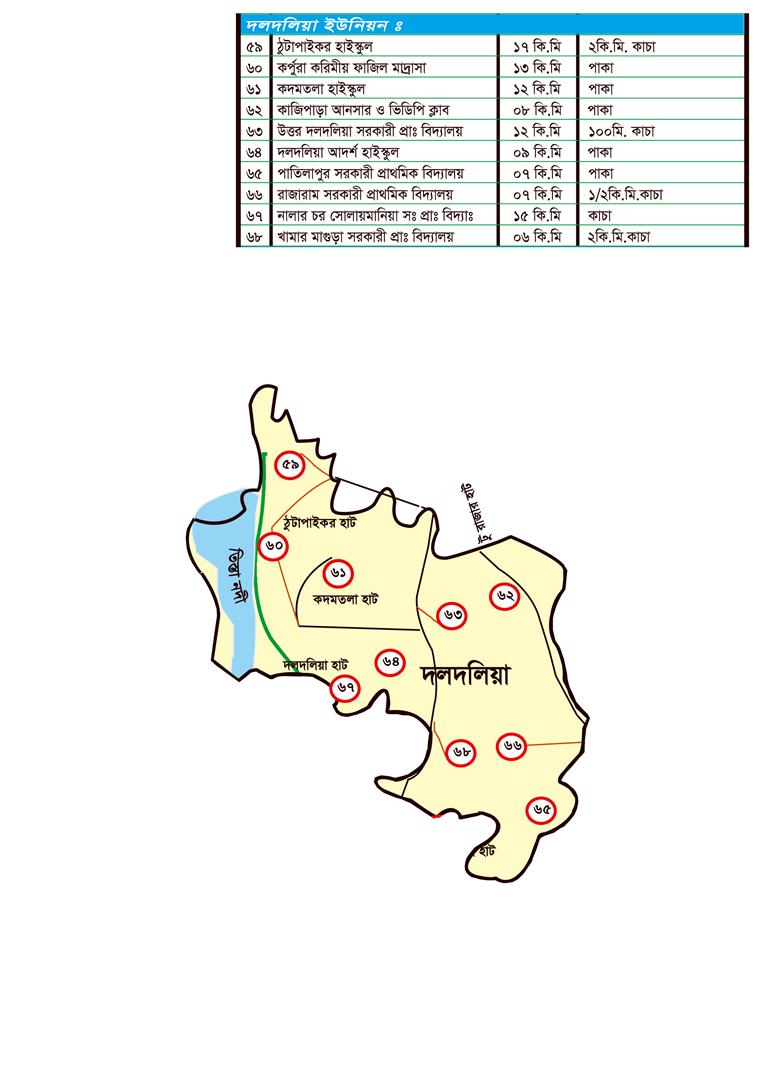 দলদলিয়া ইউনিয়ন ঃ
৫৯ ঠুটাপাইকর হাইস্কুল ১৭ কি.মি ২কি.মি. কাচা
৬০ কর্পুরা করিমীয় ফাজিল মাদ্রাসা ১৩ কি.মি পাকা
৬১ কদমতলা হাইস্কুল ১২ কি.মি পাকা
৬২ কাজিপাড়া আনসার ও ভিডিপি ক্লাব ০৮ কি.মি পাকা
৬৩ উত্তর দলদলিয়া সরকারী প্রাঃ বিদ্যালয় ১২ কি.মি ১০০মি. কাচা
৬৪ দলদলিয়া আদর্শ হাইস্কুল ০৯ কি.মি পাকা
৬৫ পাতিলাপুর সরকারী প্রাথমিক বিদ্যালয় ০৭ কি.মি পাকা
৬৬ রাজারাম সরকারী প্রাথমিক বিদ্যালয় ০৭ কি.মি ১/২কি.মি.কাচা
৬৭ নালার চর সোলায়মানিয়া সঃ প্রাঃ বিদ্যাঃ ১৫ কি.মি কাচা
৬৮ খামার মাগুড়া সরকারী প্রাঃ বিদ্যালয় ০৬ কি.মি ২কি.মি.কাচা
৫৯
ঠুটাপাইকর হাট
৬০
তিস্তা নদী
৬১
৬২
কদমতলা হাট
৬৩
দলদলিয়া হাট
৬৪
দলদলিয়া
৬৭
৬৮
৬৬
৬৫
হাট